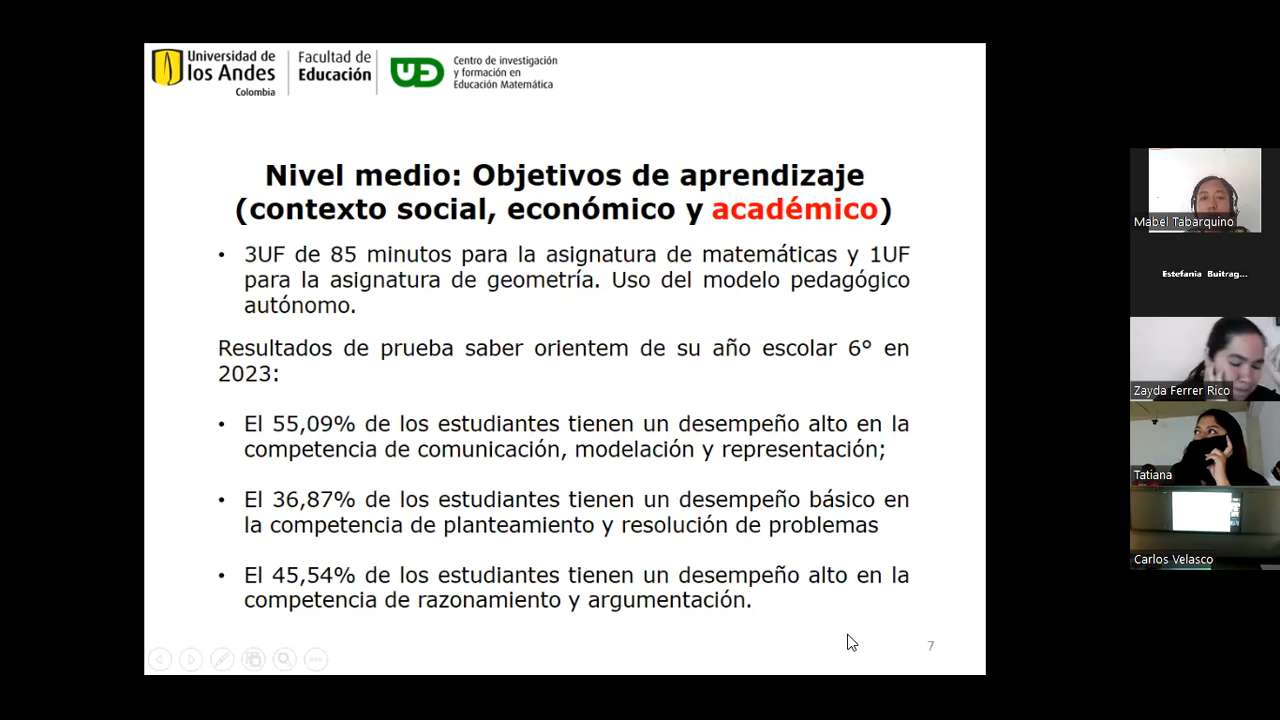 Universidad de
los Andes
Colombia
Facultad de
Educación
UD
Centro de investigación
y formación en
Educación Matemática
Nivel medio: Objetivos de aprendizaje
(contexto social, económico y académico)
• 3UF de 85 minutos para la asignatura de matemáticas y 1UF
para la asignatura de geometría. Uso del modelo pedagógico
autónomo.
Resultados de prueba saber orientem de su año escolar 6° en
2023:
• El 55,09% de los estudiantes tienen un desempeño alto en la
competencia de comunicación, modelación y representación;
• El 36,87% de los estudiantes tienen un desempeño básico en
la competencia de planteamiento y resolución de problemas
• El 45,54% de los estudiantes tienen un desempeño alto en la
competencia de razonamiento y argumentación.
7
Mabel Tabarquino
Estefania Buitrag...
Zayda Ferrer Rico
Tatiana
Carlos Velasco